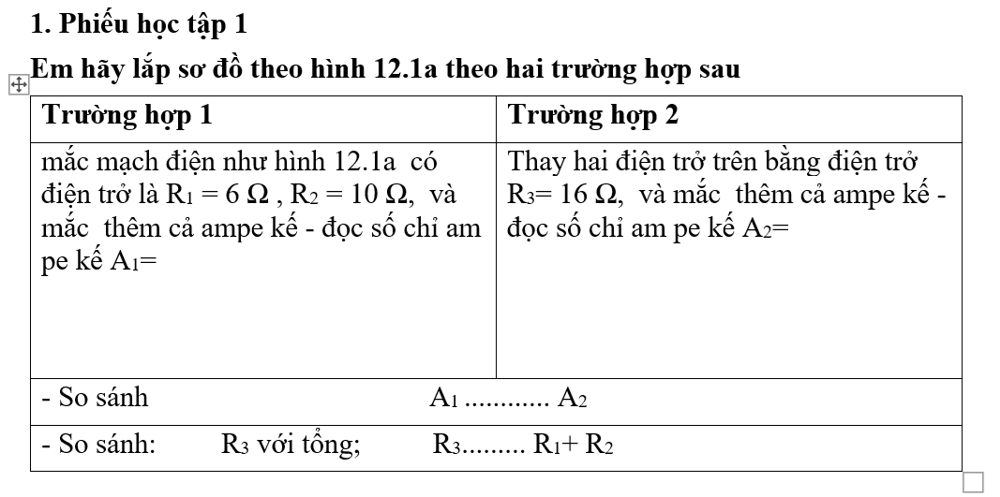 1. Phiếu học tập 1
Em hãy lắp sơ đồ theo hình 12.1a theo hai trường hợp sau
Trường hợp 1
Trường hợp 2
mắc mạch điện như hình 12.1a có
điện trở là R₁ = 6 Ω , R₂ = 10 Ω, và
mắc thêm cả ampe kế - đọc số chỉ am
pe kế A₁=
Thay hai điện trở trên bằng điện trở
R₃= 16 Ω, và mắc thêm cả ampe kế -
đọc số chỉ am pe kế A₂=
- So sánh A₁ ............ A₂
- So sánh: R₃ với tổng; R₃......... R₁+ R₂